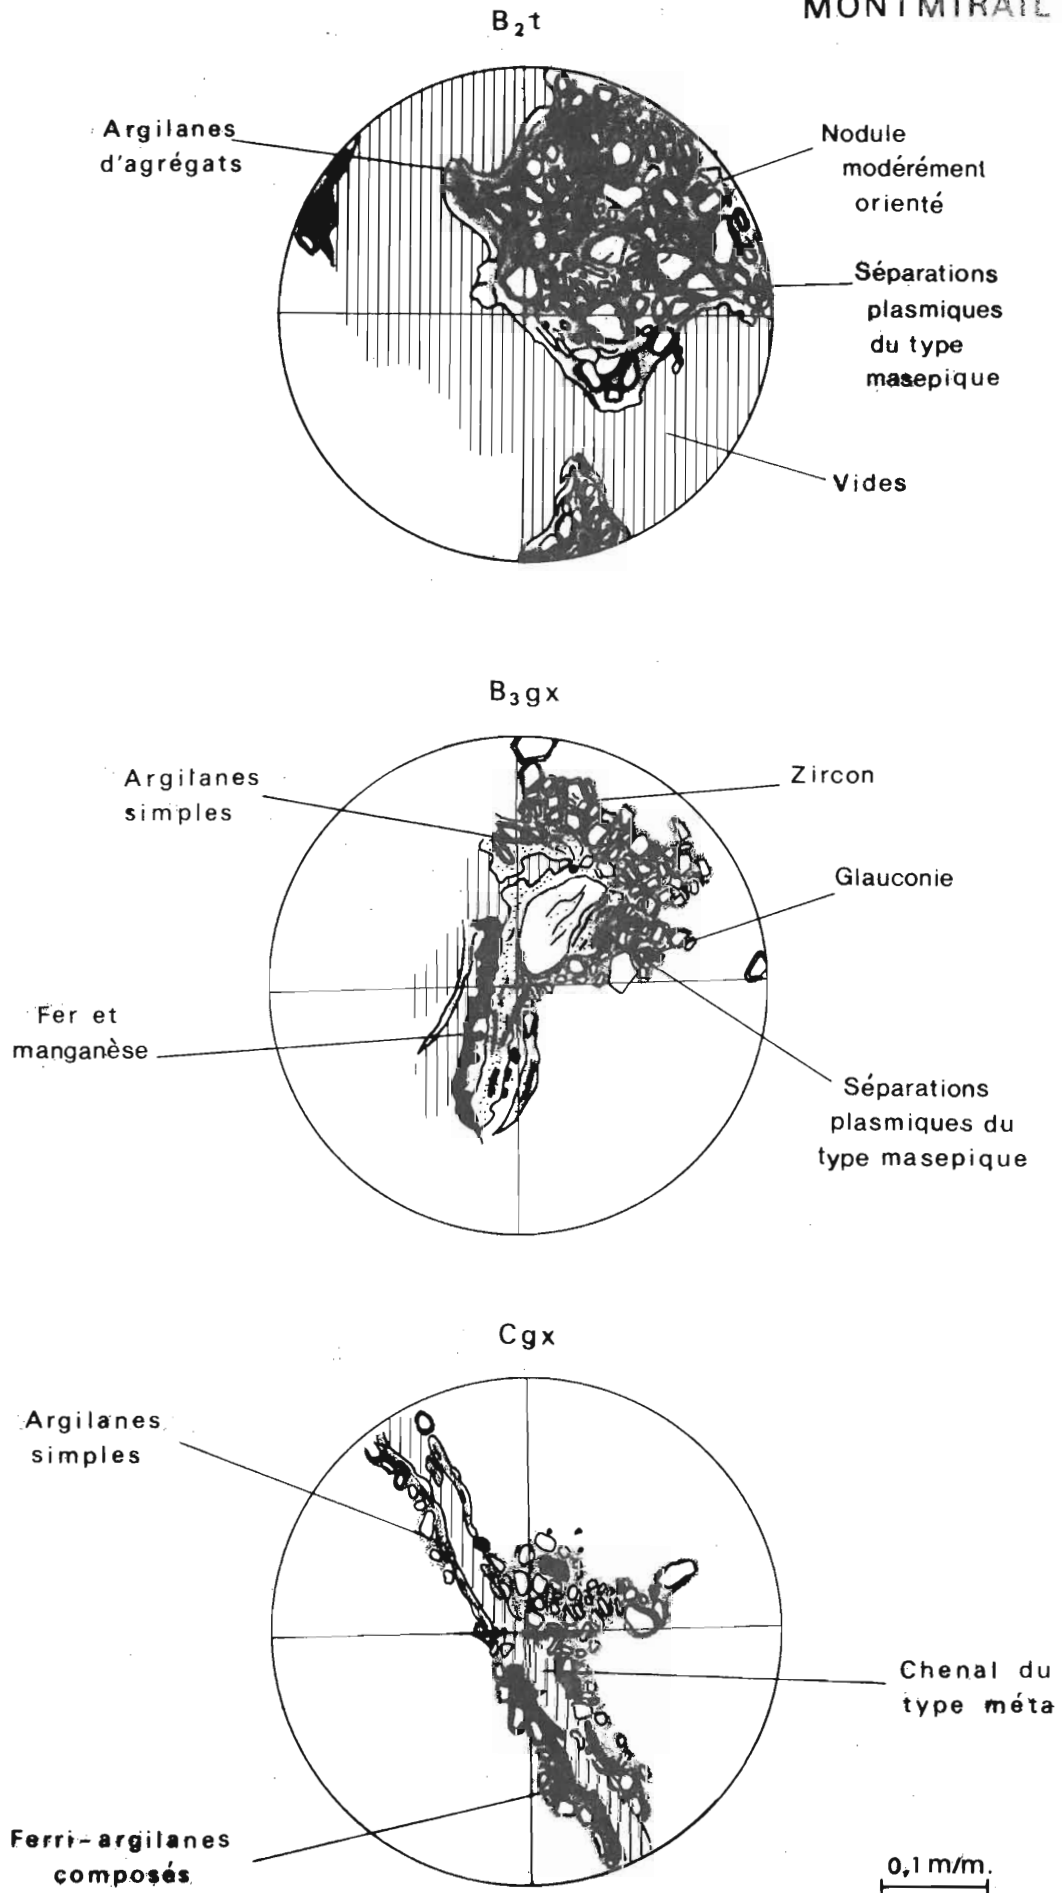 MONTMIRAIL
B₂t
Argilanes
d'agrégats
Nodule
modérément
orienté
Séparations
plasmiques
du type
masepique
Vides
B₃gx
Argilanes
simples
Zircon
Glauconie
Fer et
manganèse
Séparations
plasmiques du
type masepique
Cgx
Argilanes
simples
Chenal du
type méta
Ferri-argilanes
composés
0,1 m/m.